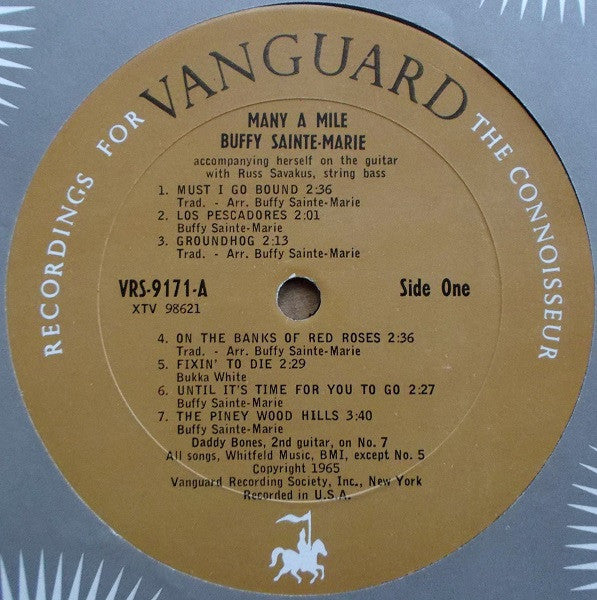 RECORDINGS FOR VANGUARD THE CONNOISSEUR
MANY A MILE
BUFFY SAINTE-MARIE
accompanying herself on the guitar
with Russ Savakus, string bass
1. MUST I GO BOUND 2:36
Trad. - Arr. Buffy Sainte-Marie
2. LOS PESCADORES 2:01
Buffy Sainte-Marie
3. GROUNDHOG 2:13
Trad. - Arr. Buffy Sainte-Marie
VRS-9171-A Side One
XTV 98621
4. ON THE BANKS OF RED ROSES 2:36
Trad. - Arr. Buffy Sainte-Marie
5. FIXIN' TO DIE 2:29
Bukka White
6. UNTIL IT'S TIME FOR YOU TO GO 2:27
Buffy Sainte-Marie
7. THE PINEY WOOD HILLS 3:40
Buffy Sainte-Marie
Daddy Bones, 2nd guitar, on No. 7
All songs, Whitfeld Music, BMI, except No. 5
Copyright 1965
Vanguard Recording Society, Inc., New York
Recorded in U.S.A.